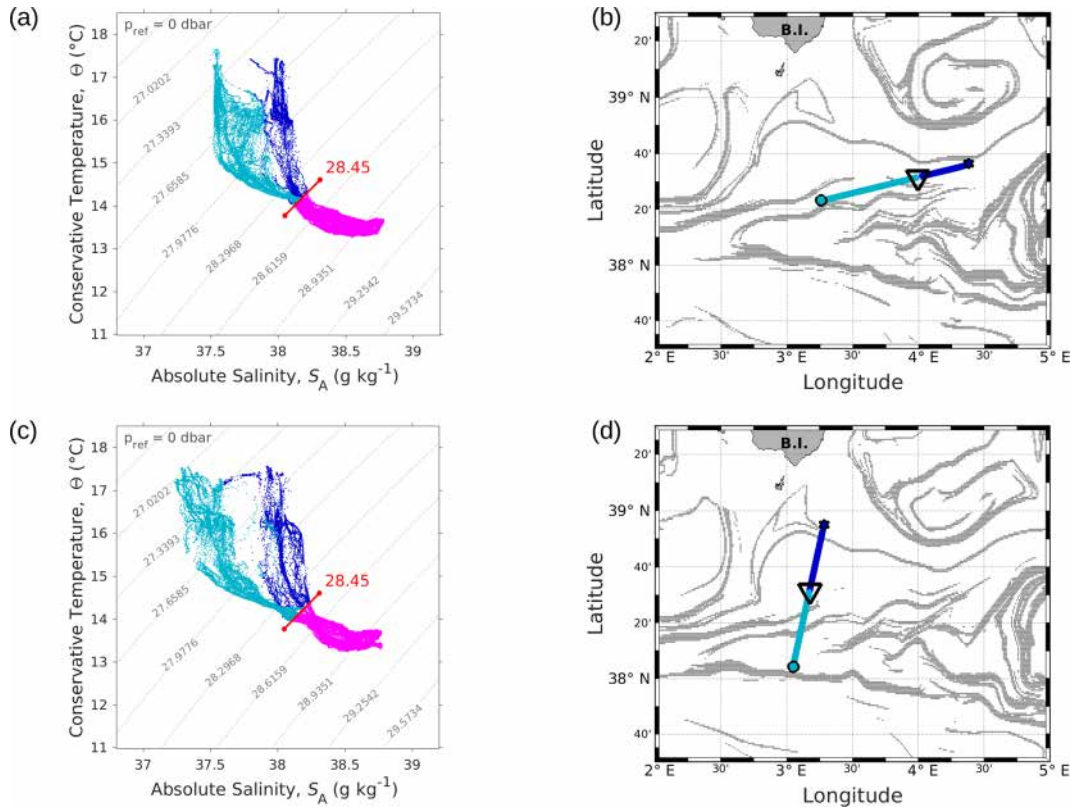 (a)
p_ref = 0 dbar
18
17
16
15
14
13
12
11
Conservative Temperature, Θ (°C)
27.0202
27.3393
27.6585
27.9776
28.2968
28.6159
28.9351
29.2542
29.5734
28.45
37
37.5
38
38.5
39
Absolute Salinity, S_A (g kg⁻¹)
(b)
B.I.
20'
39° N
40'
20'
38° N
40'
Latitude
2° E
30'
3° E
30'
4° E
30'
5° E
Longitude
(c)
p_ref = 0 dbar
18
17
16
15
14
13
12
11
Conservative Temperature, Θ (°C)
27.0202
27.3393
27.6585
27.9776
28.2968
28.6159
28.9351
29.2542
29.5734
28.45
37
37.5
38
38.5
39
Absolute Salinity, S_A (g kg⁻¹)
(d)
B.I.
20'
39° N
40'
20'
38° N
40'
Latitude
2° E
30'
3° E
30'
4° E
30'
5° E
Longitude